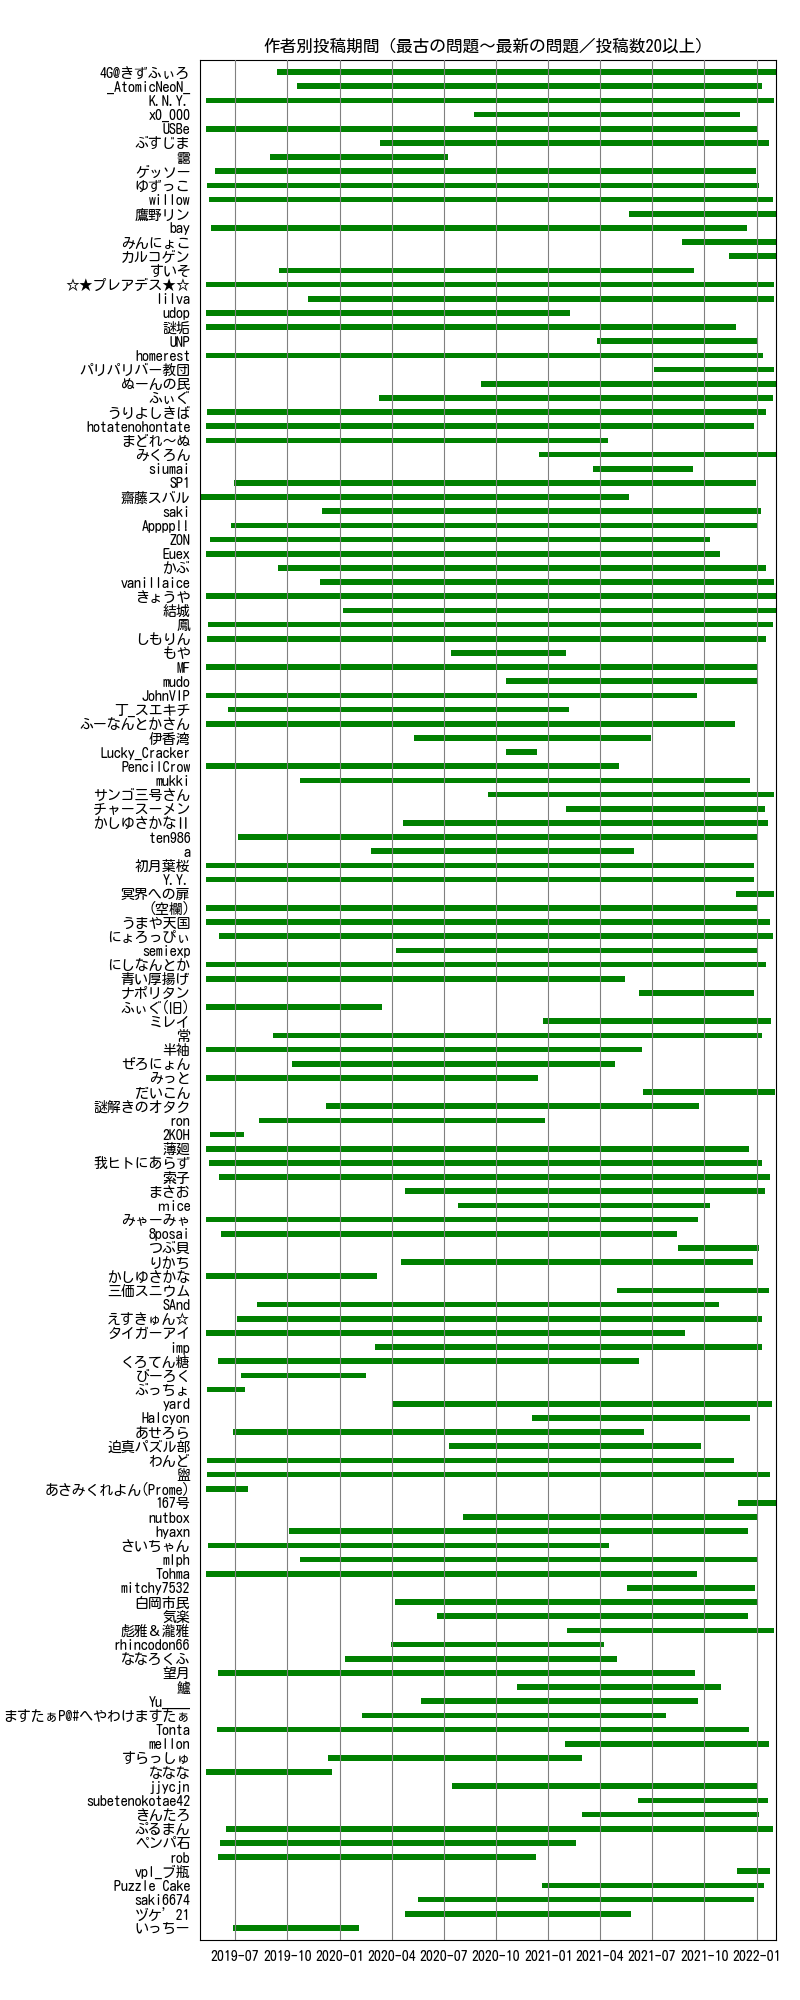 作者別投稿期間（最古の問題～最新の問題／投稿数20以上）
4G@きずふぃろ
_AtomicNeoN_
K.N.Y.
x0_000
USBe
ぶすじま
ゲッソー
ゆずっこ
willow
鷹野リン
bay
みんにょこ
カルコゲン
すいそ
☆★プレアデス★☆
lilva
udop
謎垢
UNP
homerest
パリパリバー教団
ぬーんの民
ふぃぐ
うりよしきば
hotatenohontate
まどれ～ぬ
みくろん
siumai
SP1
齋藤スバル
saki
Appppll
ZON
Euex
かぶ
vanillaice
きょうや
結城
鳳
しもりん
もや
MF
mudo
JohnVIP
丁_スエキチ
ふーなんとかさん
伊香湾
Lucky_Cracker
PencilCrow
mukki
サンゴ三号さん
チャースーメン
かしゆさかなII
ten986
a
初月葉桜
Y.Y.
冥界への扉
(空欄)
うまや天国
にょろっぴぃ
semiexp
にしなんとか
青い厚揚げ
ナポリタン
ふぃぐ(旧)
ミレイ
常
半袖
ぜろにょん
みっと
だいこん
謎解きのオタク
ron
2KOH
薄廻
我ヒトにあらず
索子
まさお
mice
みゃーみゃ
8posai
つぶ貝
りかち
かしゆさかな
三価スニウム
SAnd
えすきゅん☆
タイガーアイ
imp
くろてん糖
びーろく
ぶっちょ
yard
Halcyon
あせろら
迫真パズル部
わんど
あさみくれよん(Prome)
167号
nutbox
hyaxn
さいちゃん
mlph
Tohma
mitchy7532
白岡市民
気楽
彪雅＆瀧雅
rhincodon66
ななろくふ
望月
鱸
Yu____
ますたぁP@#へやわけますたぁ
Tonta
mellon
すらっしゅ
ななな
jjycjn
subetenokotae42
きんたろ
ぷるまん
ペンパ石
rob
vpl_ブ瓶
Puzzle Cake
saki6674
ヅケ’21
いっちー
2019-07 2019-10 2020-01 2020-04 2020-07 2020-10 2021-01 2021-04 2021-07 2021-10 2022-01